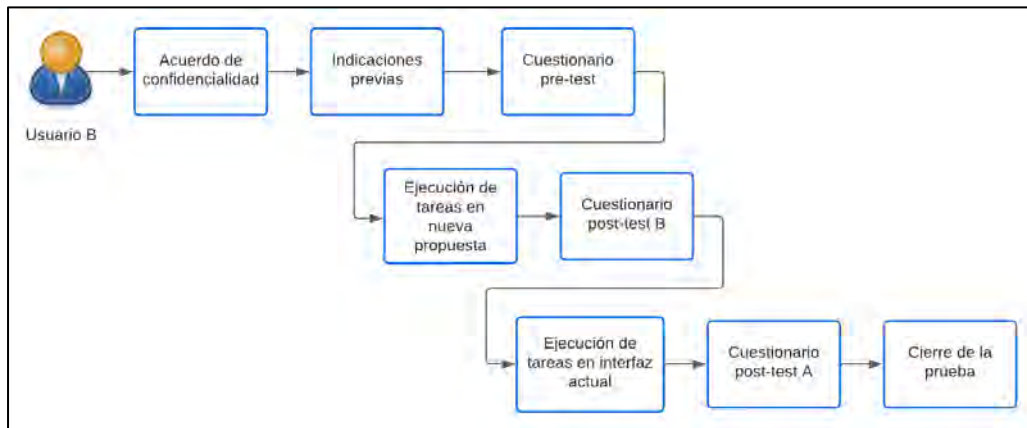 Usuario B
Acuerdo de
confidencialidad
Indicaciones
previas
Cuestionario
pre-test
Ejecución de
tareas en
nueva
propuesta
Cuestionario
post-test B
Ejecución de
tareas en interfaz
actual
Cuestionario
post-test A
Cierre de la
prueba